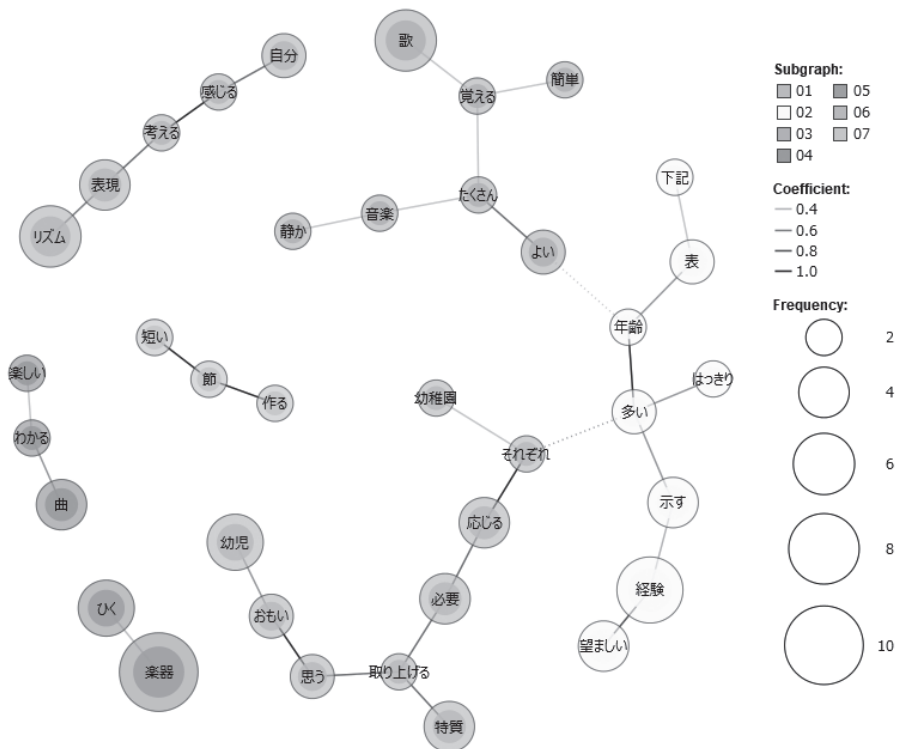 歌
自分
簡単
感じる
覚える
考える
下記
表現
たくさん
音楽
静か
リズム
よい
表
年齢
短い
楽しい
節
はっきり
幼稚園
作る
多い
わかる
それぞれ
曲
示す
応じる
幼児
経験
必要
ひく
おもい
望ましい
楽器
思う
取り上げる
特質
Subgraph:
01 05
02 06
03 07
04
Coefficient:
0.4
0.6
0.8
1.0
Frequency:
2
4
6
8
10